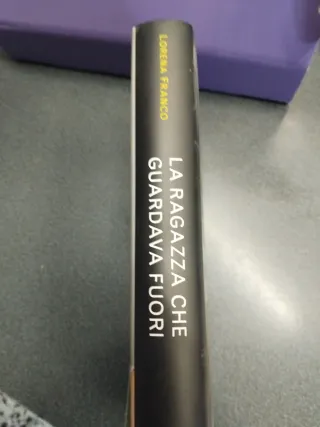 LORENA FRANCO
LA RAGAZZA CHE
GUARDAVA FUORI